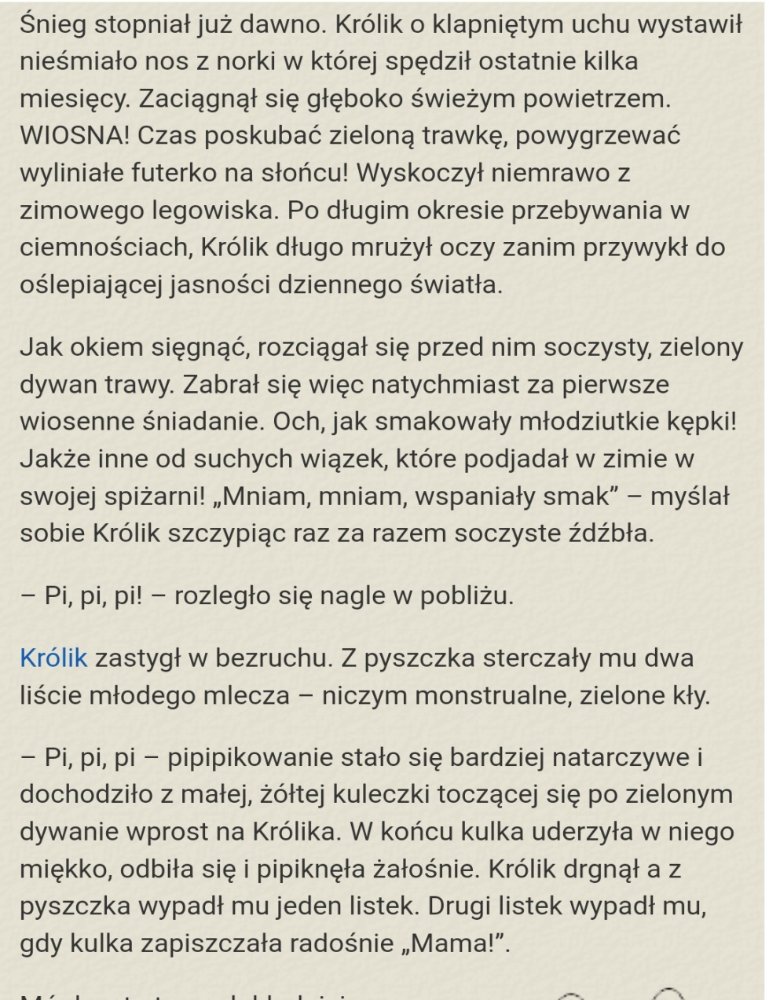 Śnieg stopniał już dawno. Królik o klapniętym uchu wystawił
nieśmiało nos z norki w której spędził ostatnie kilka
miesięcy. Zaciągnął się głęboko świeżym powietrzem.
WIOSNA! Czas poskubać zieloną trawkę, powygrzewać
wyliniałe futerko na słońcu! Wyskoczył niemrawo z
zimowego legowiska. Po długim okresie przebywania w
ciemnościach, Królik długo mrużył oczy zanim przywykł do
oślepiającej jasności dziennego światła.
Jak okiem sięgnąć, rozciągał się przed nim soczysty, zielony
dywan trawy. Zabrał się więc natychmiast za pierwsze
wiosenne śniadanie. Och, jak smakowały młodziutkie kępki!
Jakże inne od suchych wiązek, które podjadał w zimie w
swojej spiżarni! „Mniam, mniam, wspaniały smak” – myślał
sobie Królik szczypiąc raz za razem soczyste źdźbła.
– Pi, pi, pi! – rozległo się nagle w pobliżu.
Królik zastygł w bezruchu. Z pyszczka sterczały mu dwa
liście młodego mlecza – niczym monstrualne, zielone kły.
– Pi, pi, pi – pipipikowanie stało się bardziej natarczywe i
dochodziło z małej, żółtej kuleczki toczącej się po zielonym
dywanie wprost na Królika. W końcu kulka uderzyła w niego
miękko, odbiła się i pipiknęła żałośnie. Królik drgnął a z
pyszczka wypadł mu jeden listek. Drugi listek wypadł mu,
gdy kulka zapiszczała radośnie „Mama!”.